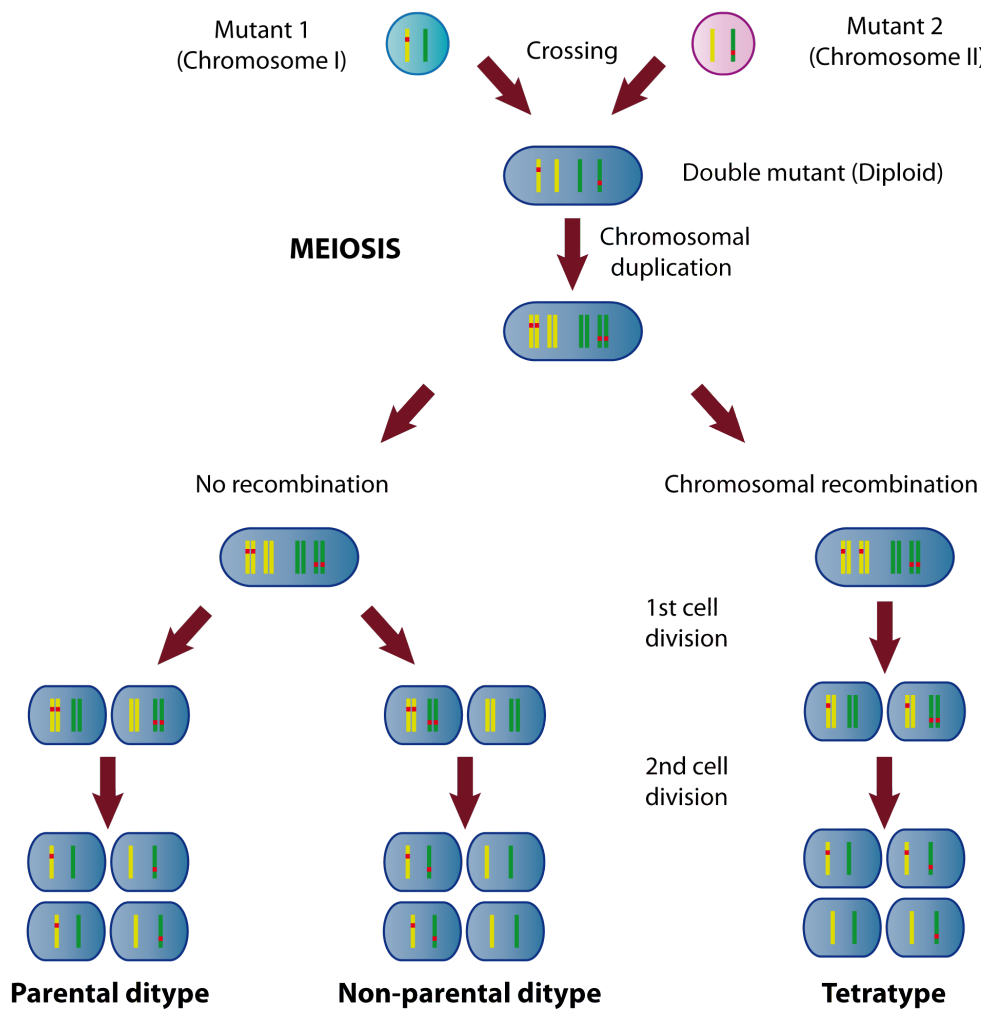 Mutant 1
(Chromosome I)
Crossing
Mutant 2
(Chromosome II)
Double mutant (Diploid)
MEIOSIS
Chromosomal
duplication
No recombination
Chromosomal recombination
1st cell
division
2nd cell
division
Parental ditype
Non-parental ditype
Tetratype